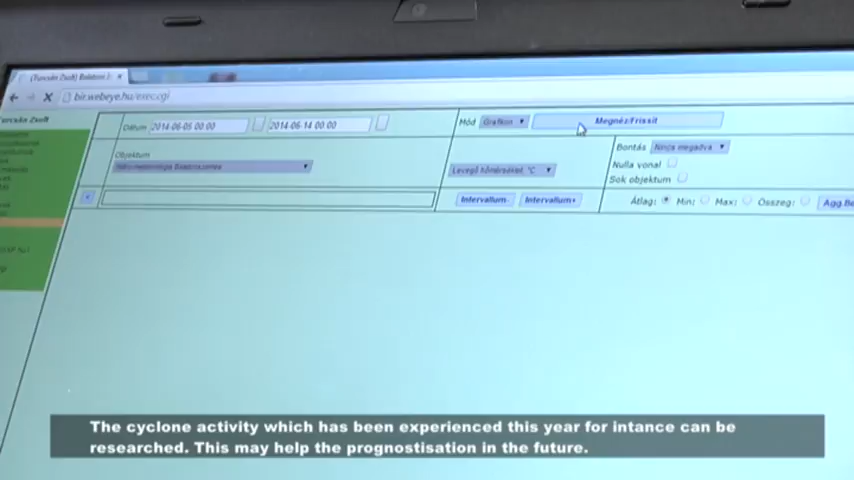 (Turcsán Zsolt) Balatoni
bir.webeye.hu/exec.cgi
Turcsán Zsolt
Dátum 2014-06-05 00:00 2014-06-14 00:00
Mód Grafikon Megnéz/Frissít
Objektum
Levegő hőmérséklet, °C
Bontás Nincs megadva
Nulla vonal
Sok objektum
< Intervallum- Intervallum+
Átlag: Min: Max: Összeg:
The cyclone activity which has been experienced this year for intance can be
researched. This may help the prognostisation in the future.